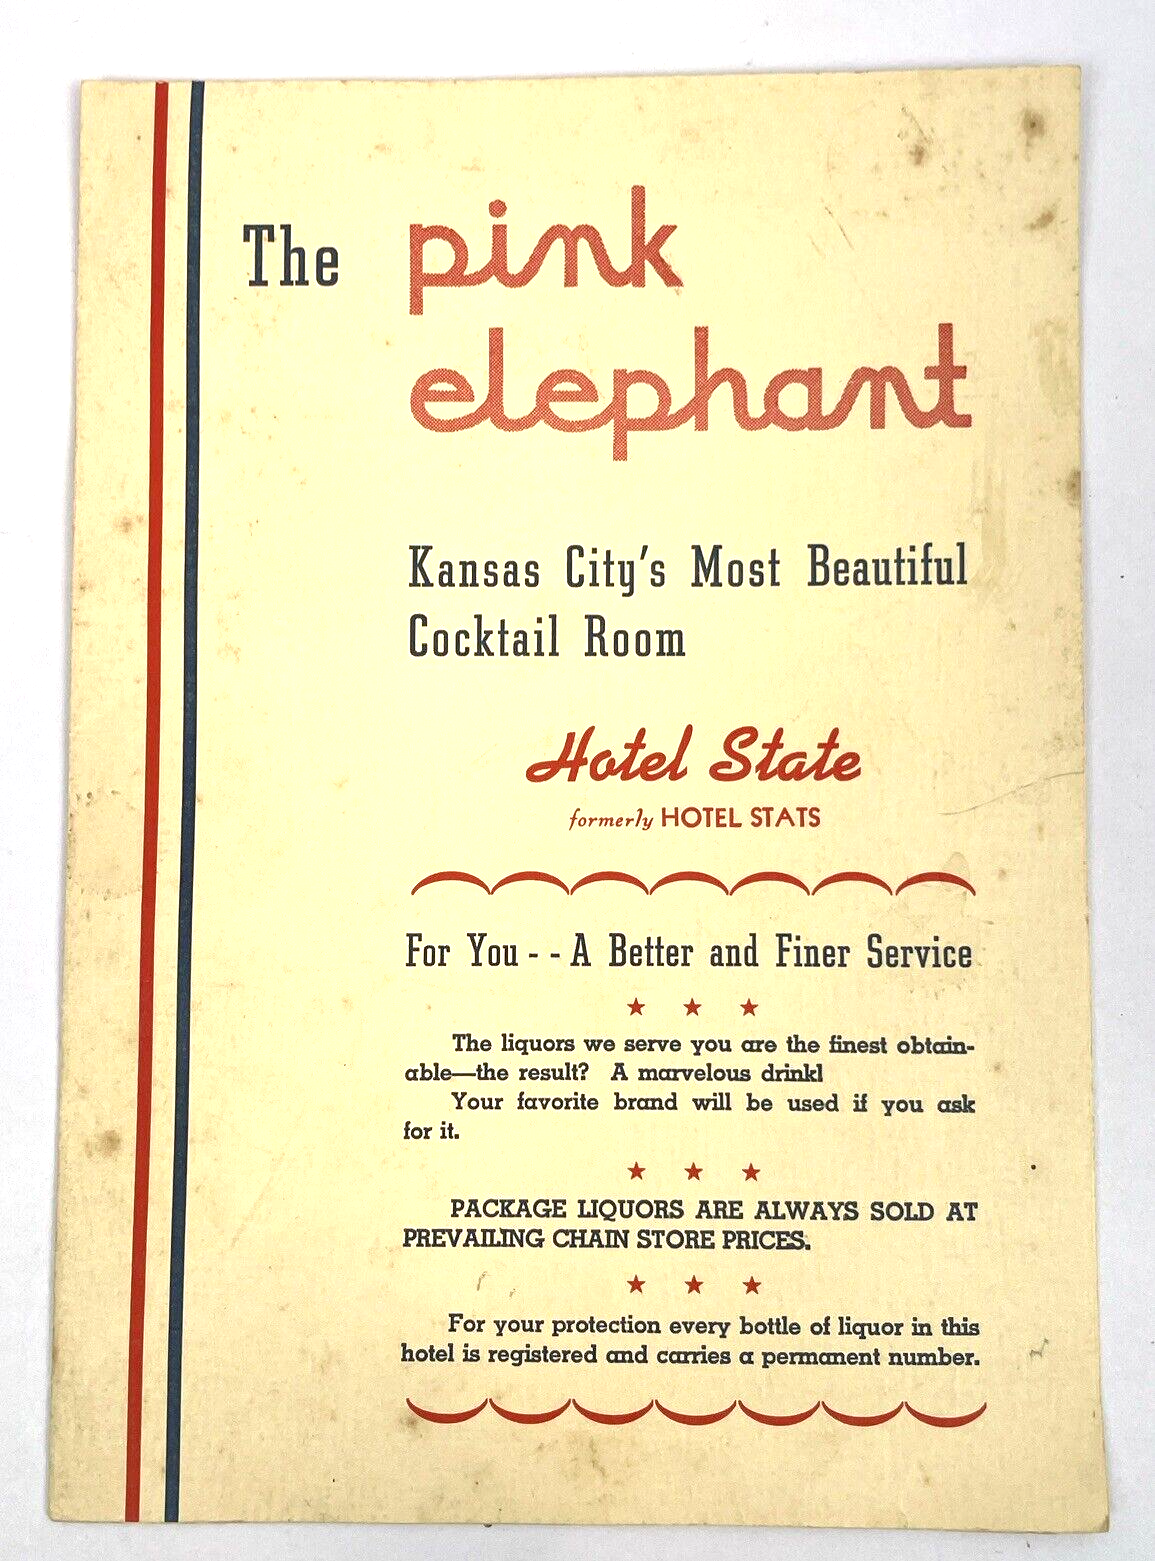 The pink
elephant
Kansas City's Most Beautiful
Cocktail Room
Hotel State
formerly HOTEL STATS
For You - - A Better and Finer Service
★ ★ ★
The liquors we serve you are the finest obtain-
able—the result? A marvelous drink!
Your favorite brand will be used if you ask
for it.
★ ★ ★
PACKAGE LIQUORS ARE ALWAYS SOLD AT
PREVAILING CHAIN STORE PRICES.
★ ★ ★
For your protection every bottle of liquor in this
hotel is registered and carries a permanent number.